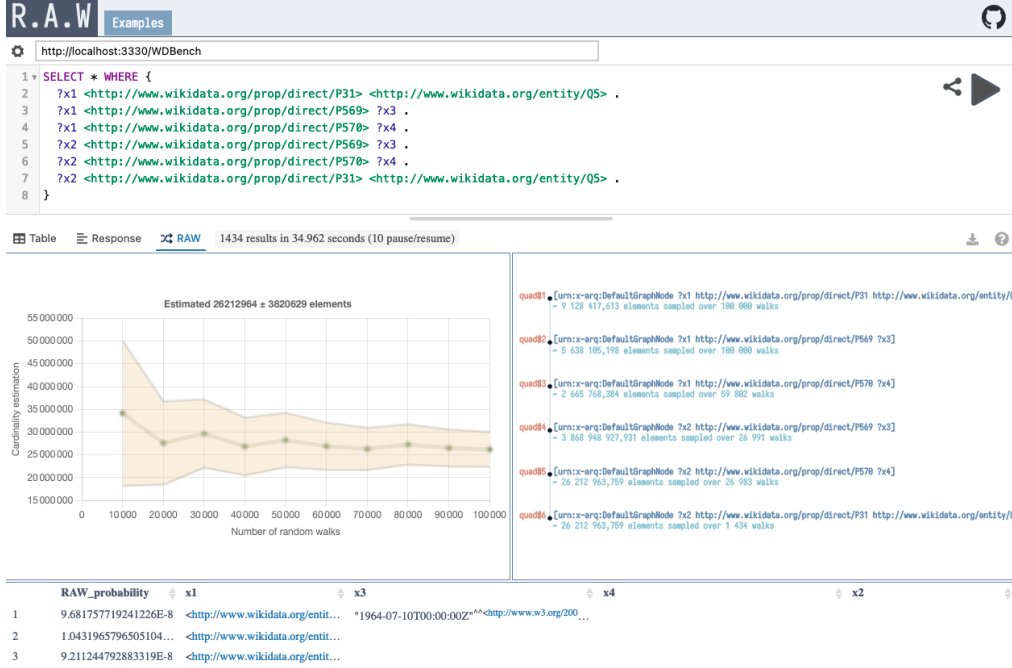 R.A.W Examples
http://localhost:3330/WDBench
1 SELECT * WHERE {
2 ?x1 <http://www.wikidata.org/prop/direct/P31> <http://www.wikidata.org/entity/Q5> .
3 ?x1 <http://www.wikidata.org/prop/direct/P569> ?x3 .
4 ?x1 <http://www.wikidata.org/prop/direct/P570> ?x4 .
5 ?x2 <http://www.wikidata.org/prop/direct/P569> ?x3 .
6 ?x2 <http://www.wikidata.org/prop/direct/P570> ?x4 .
7 ?x2 <http://www.wikidata.org/prop/direct/P31> <http://www.wikidata.org/entity/Q5> .
8 }
Table Response RAW 1434 results in 34.962 seconds (10 pause/resume)
Estimated 26212964 ± 3820629 elements
55 000 000
50 000 000
45 000 000
40 000 000
35 000 000
30 000 000
25 000 000
20 000 000
15 000 000
Cardinality estimation
0 10 000 20 000 30 000 40 000 50 000 60 000 70 000 80 000 90 000 100 000
Number of random walks
quad#1 [urn:x-arq:DefaultGraphNode ?x1 http://www.wikidata.org/prop/direct/P31 http://www.wikidata.org/entity/
~ 9 128 417,613 elements sampled over 100 000 walks
quad#2 [urn:x-arq:DefaultGraphNode ?x1 http://www.wikidata.org/prop/direct/P569 ?x3]
~ 5 638 105,198 elements sampled over 100 000 walks
quad#3 [urn:x-arq:DefaultGraphNode ?x1 http://www.wikidata.org/prop/direct/P570 ?x4]
~ 2 665 768,384 elements sampled over 59 802 walks
quad#4 [urn:x-arq:DefaultGraphNode ?x2 http://www.wikidata.org/prop/direct/P569 ?x3]
~ 3 868 948 927,931 elements sampled over 26 991 walks
quad#5 [urn:x-arq:DefaultGraphNode ?x2 http://www.wikidata.org/prop/direct/P570 ?x4]
~ 26 212 963,759 elements sampled over 26 983 walks
quad#6 [urn:x-arq:DefaultGraphNode ?x2 http://www.wikidata.org/prop/direct/P31 http://www.wikidata.org/entity/
~ 26 212 963,759 elements sampled over 1 434 walks
RAW_probability x1 x3 x4 x2
1 9.681757719241226E-8 <http://www.wikidata.org/entit… "1964-07-10T00:00:00Z"^^<http://www.w3.org/200…
2 1.0431965796505104… <http://www.wikidata.org/entit…
3 9.211244792883319E-8 <http://www.wikidata.org/entit…